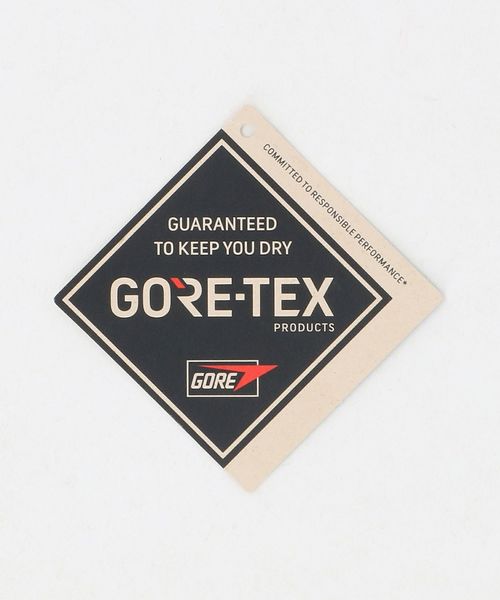 COMMITTED TO RESPONSIBLE PERFORMANCE*
GUARANTEED
TO KEEP YOU DRY
GORE-TEX
PRODUCTS
GORE